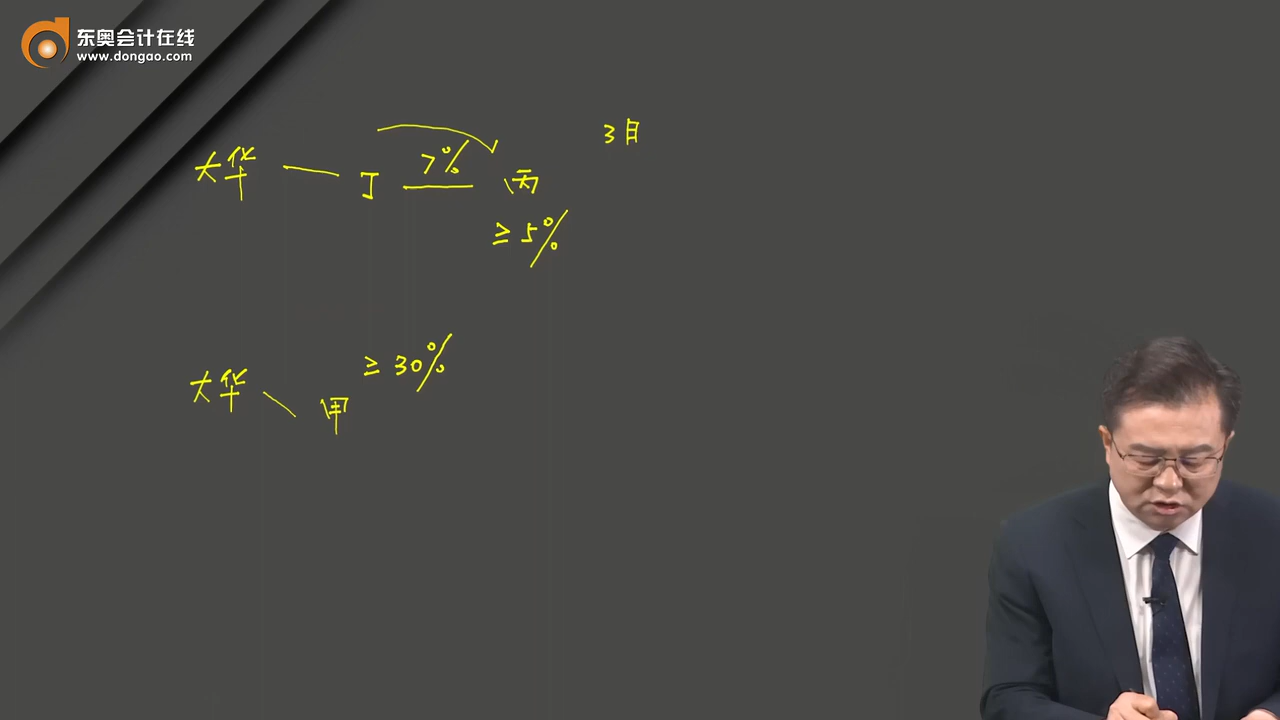 东奥会计在线
www.dongao.com
3月
大华 — 丁 7% 丙
≥5%
≥30%
大华 甲